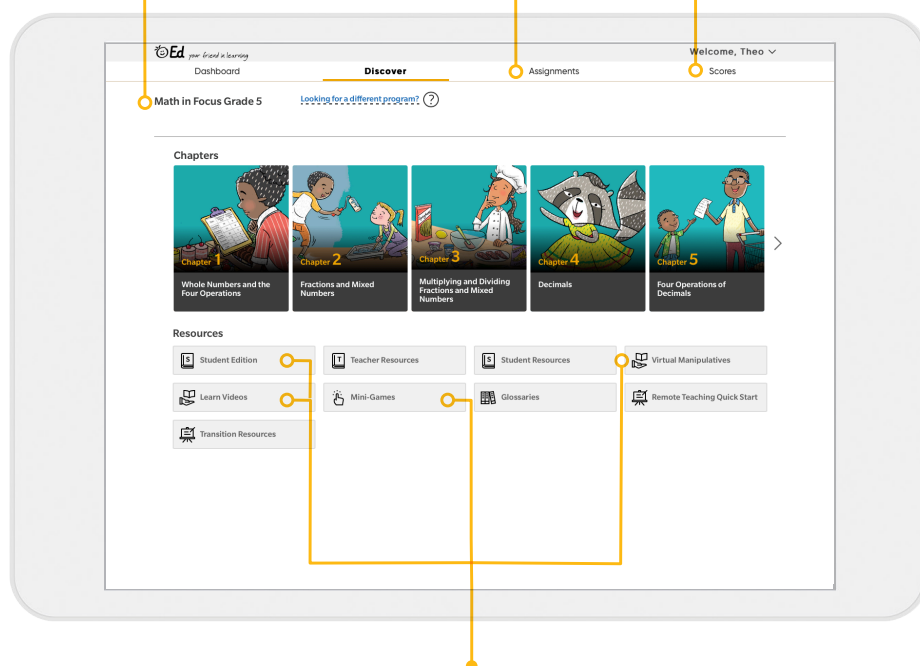 Ed your friend in learning
Welcome, Theo
Dashboard
Discover
Assignments
Scores
Math in Focus Grade 5
Looking for a different program? ?
Chapters
Chapter 1
Whole Numbers and the
Four Operations
Chapter 2
Fractions and Mixed
Numbers
Chapter 3
Multiplying and Dividing
Fractions and Mixed
Numbers
Chapter 4
Decimals
Chapter 5
Four Operations of
Decimals
Resources
S Student Edition
T Teacher Resources
S Student Resources
Virtual Manipulatives
Learn Videos
Mini-Games
Glossaries
Remote Teaching Quick Start
Transition Resources